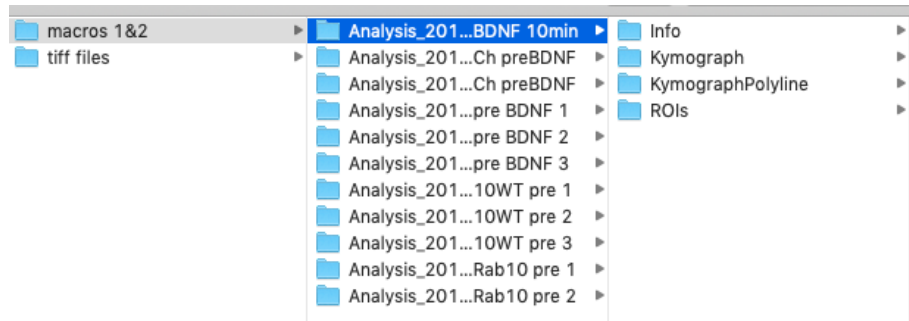 macros 1&2
tiff files
Analysis_201...BDNF 10min
Analysis_201...Ch preBDNF
Analysis_201...Ch preBDNF
Analysis_201...pre BDNF 1
Analysis_201...pre BDNF 2
Analysis_201...pre BDNF 3
Analysis_201...10WT pre 1
Analysis_201...10WT pre 2
Analysis_201...10WT pre 3
Analysis_201...Rab10 pre 1
Analysis_201...Rab10 pre 2
Info
Kymograph
KymographPolyline
ROIs